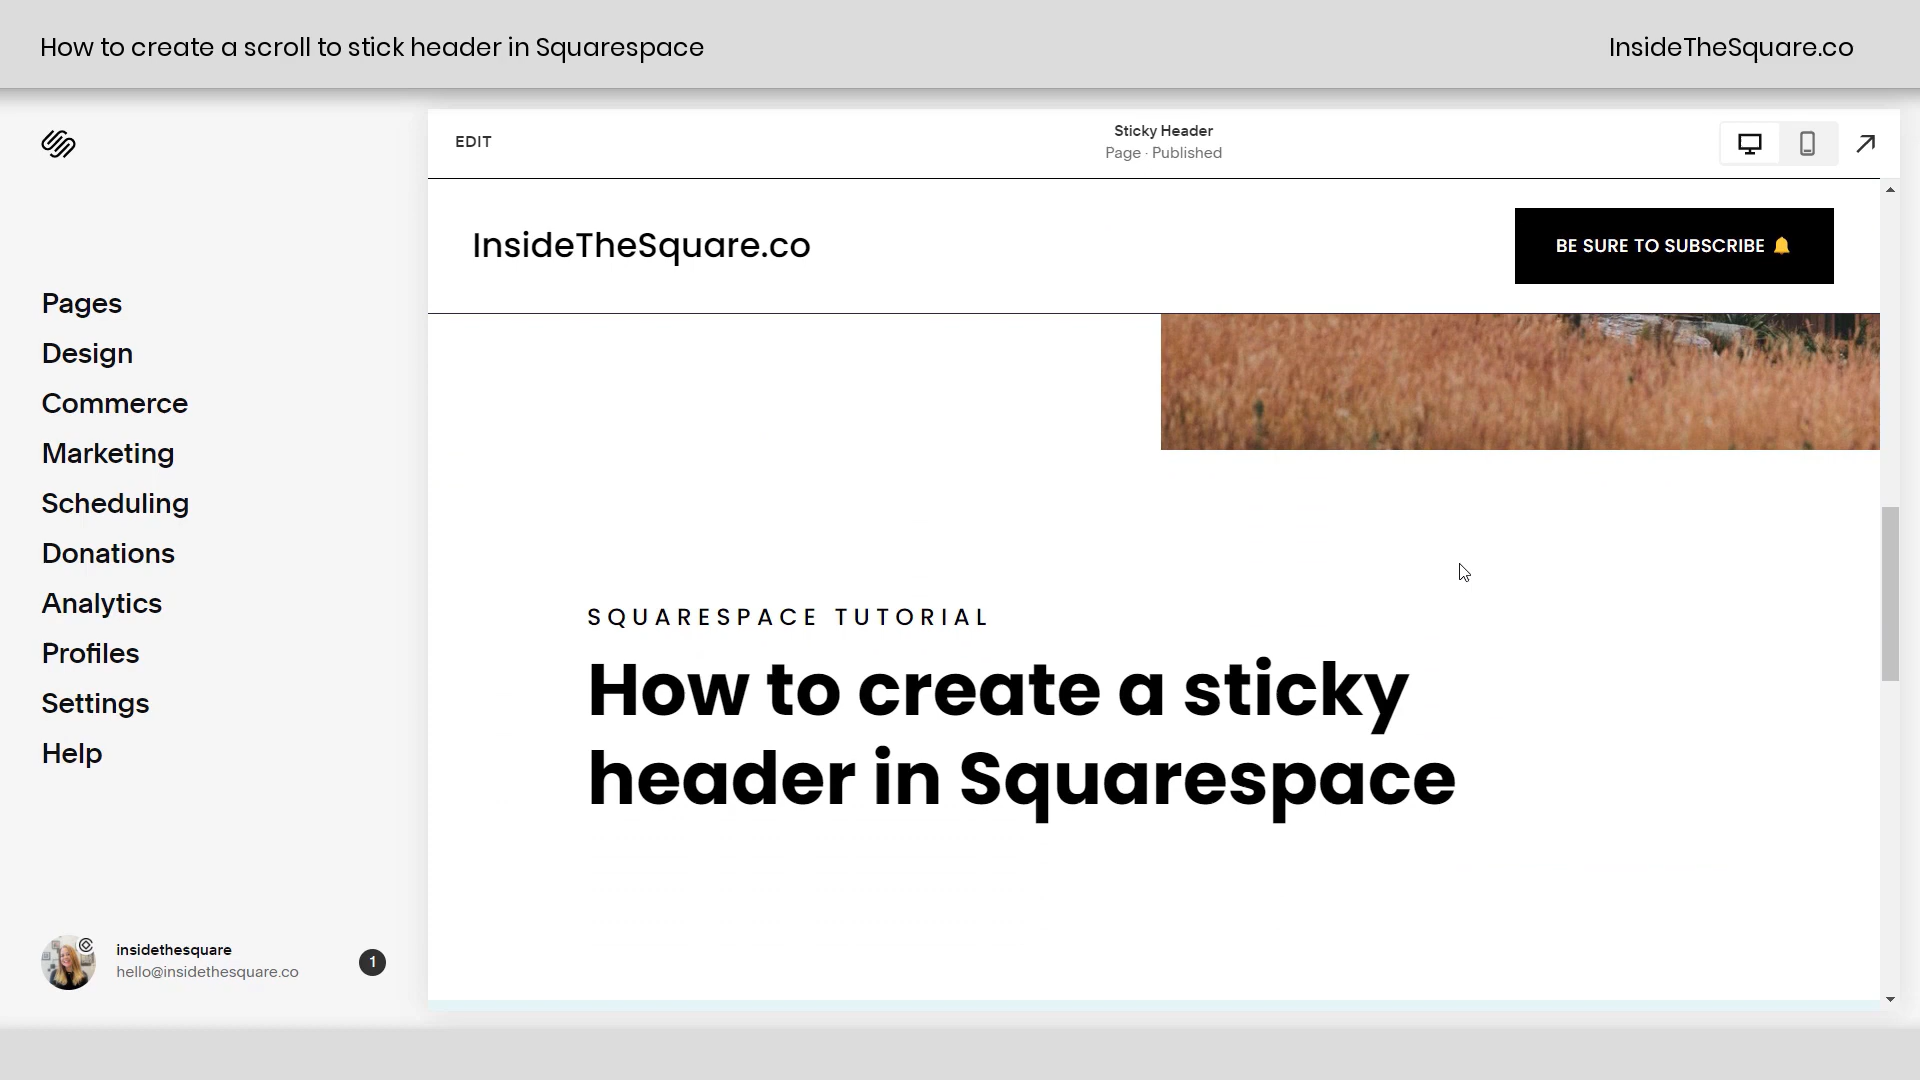 How to create a scroll to stick header in Squarespace
InsideTheSquare.co
EDIT
Sticky Header
Page · Published
InsideTheSquare.co
BE SURE TO SUBSCRIBE 🔔
Pages
Design
Commerce
Marketing
Scheduling
Donations
Analytics
Profiles
Settings
Help
SQUARESPACE TUTORIAL
How to create a sticky
header in Squarespace
insidethesquare
hello@insidethesquare.co
1